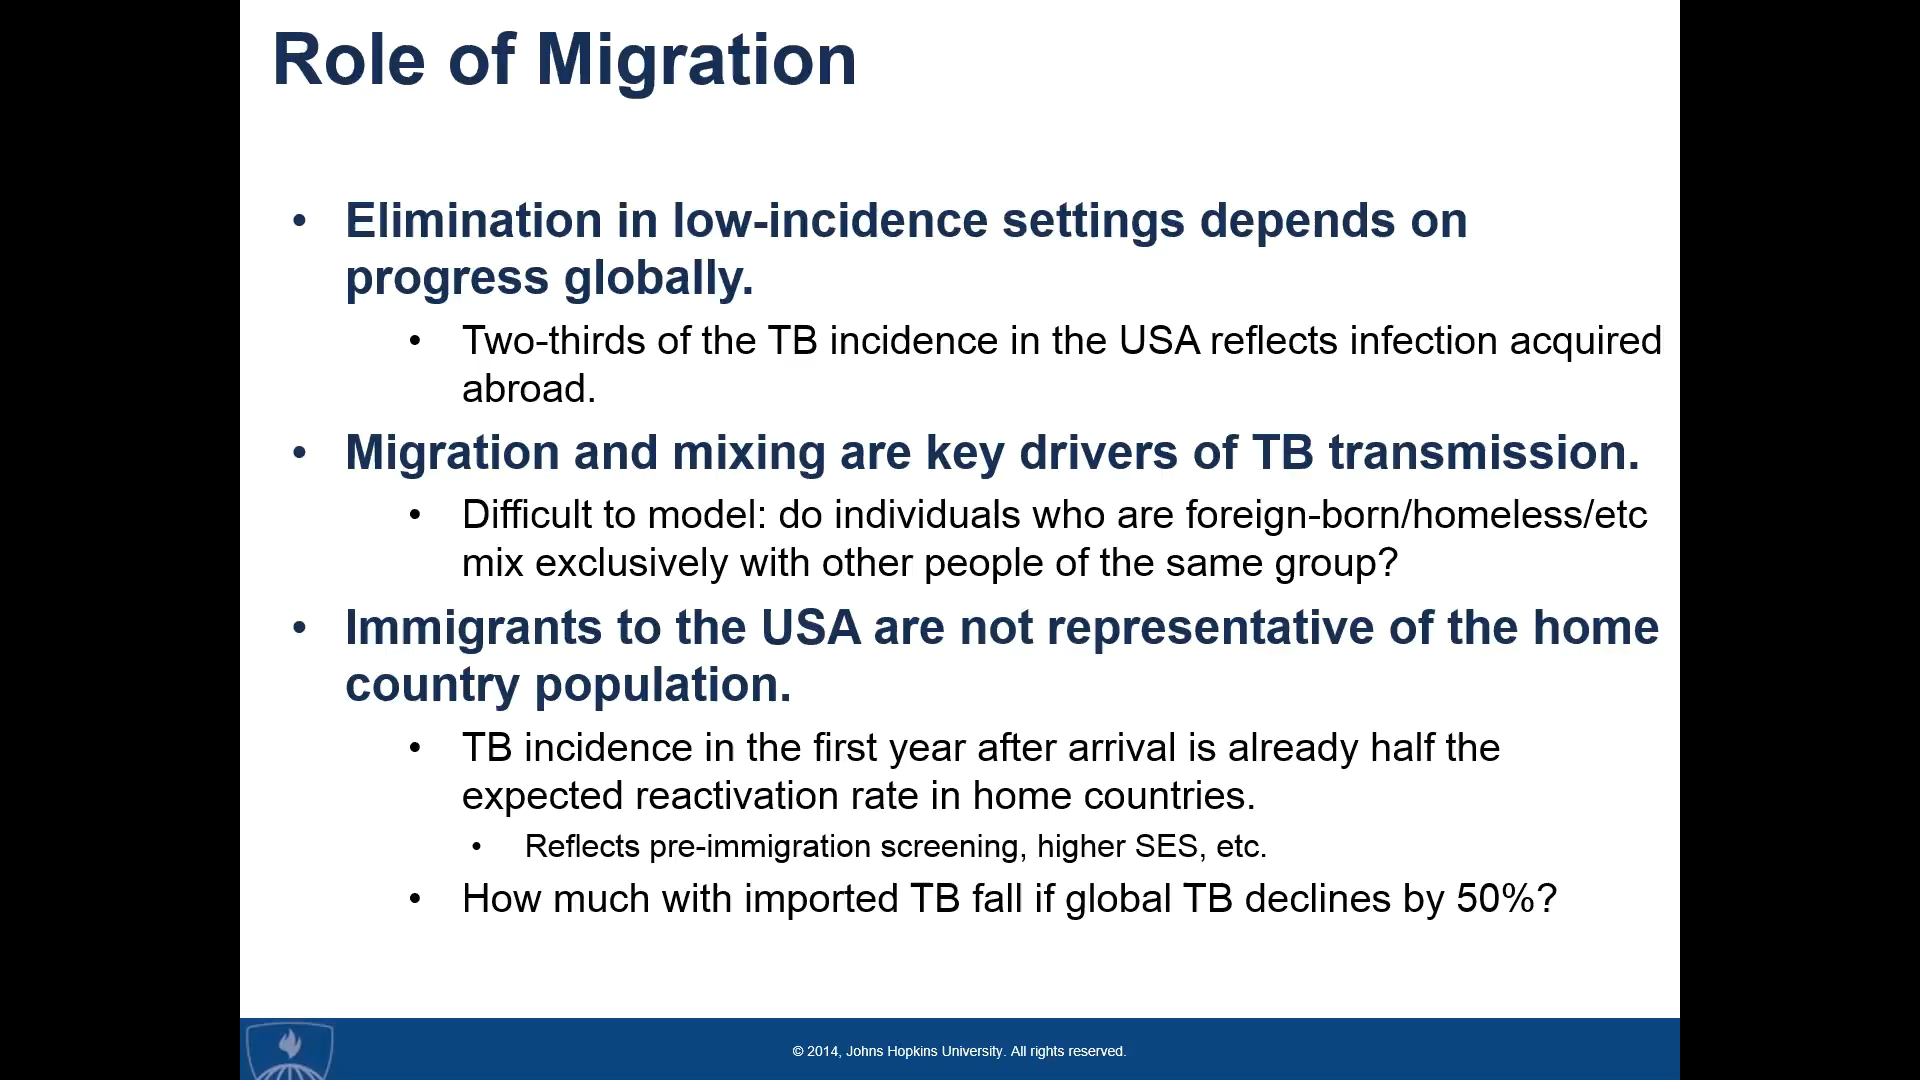 Role of Migration
• Elimination in low-incidence settings depends on
progress globally.
• Two-thirds of the TB incidence in the USA reflects infection acquired
abroad.
• Migration and mixing are key drivers of TB transmission.
• Difficult to model: do individuals who are foreign-born/homeless/etc
mix exclusively with other people of the same group?
• Immigrants to the USA are not representative of the home
country population.
• TB incidence in the first year after arrival is already half the
expected reactivation rate in home countries.
• Reflects pre-immigration screening, higher SES, etc.
• How much with imported TB fall if global TB declines by 50%?
© 2014, Johns Hopkins University. All rights reserved.